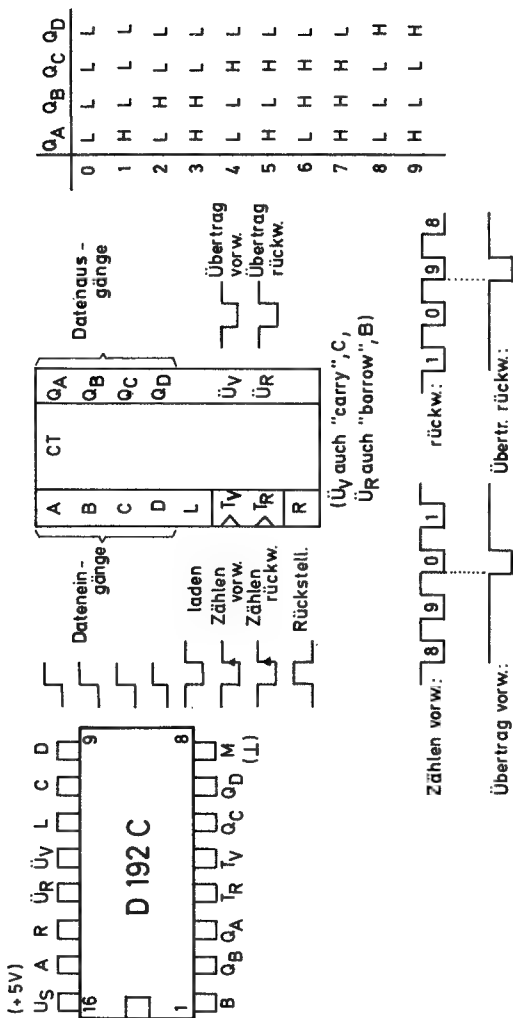 (+5V)
US A R ÜR ÜV L C D
16 9
D 192 C
1 8
B QB QA TR TV QC QD M
(⊥)
Datenein-
gänge
laden
Zählen
vorw.
Zählen
rückw.
Rückstell.
A
B
C
D
L
TV
TR
R
CT
QA
QB
QC
QD
ÜV
ÜR
Datenaus-
gänge
Übertrag
vorw.
Übertrag
rückw.
(ÜV auch "carry", C,
ÜR auch "borrow", B)
QA QB QC QD
0 L L L L
1 H L L L
2 L H L L
3 H H L L
4 L L H L
5 H L H L
6 L H H L
7 H H H L
8 L L L H
9 H L L H
Zählen vorw.: 8 9 0 1
rückw.: 1 0 9 8
Übertrag vorw.:
Übertr. rückw.: